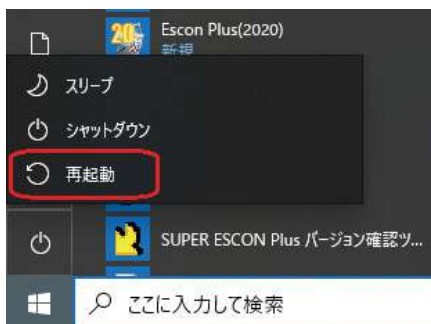 Escon Plus(2020)
新規
スリープ
シャットダウン
再起動
SUPER ESCON Plus バージョン確認ツ...
ここに入力して検索